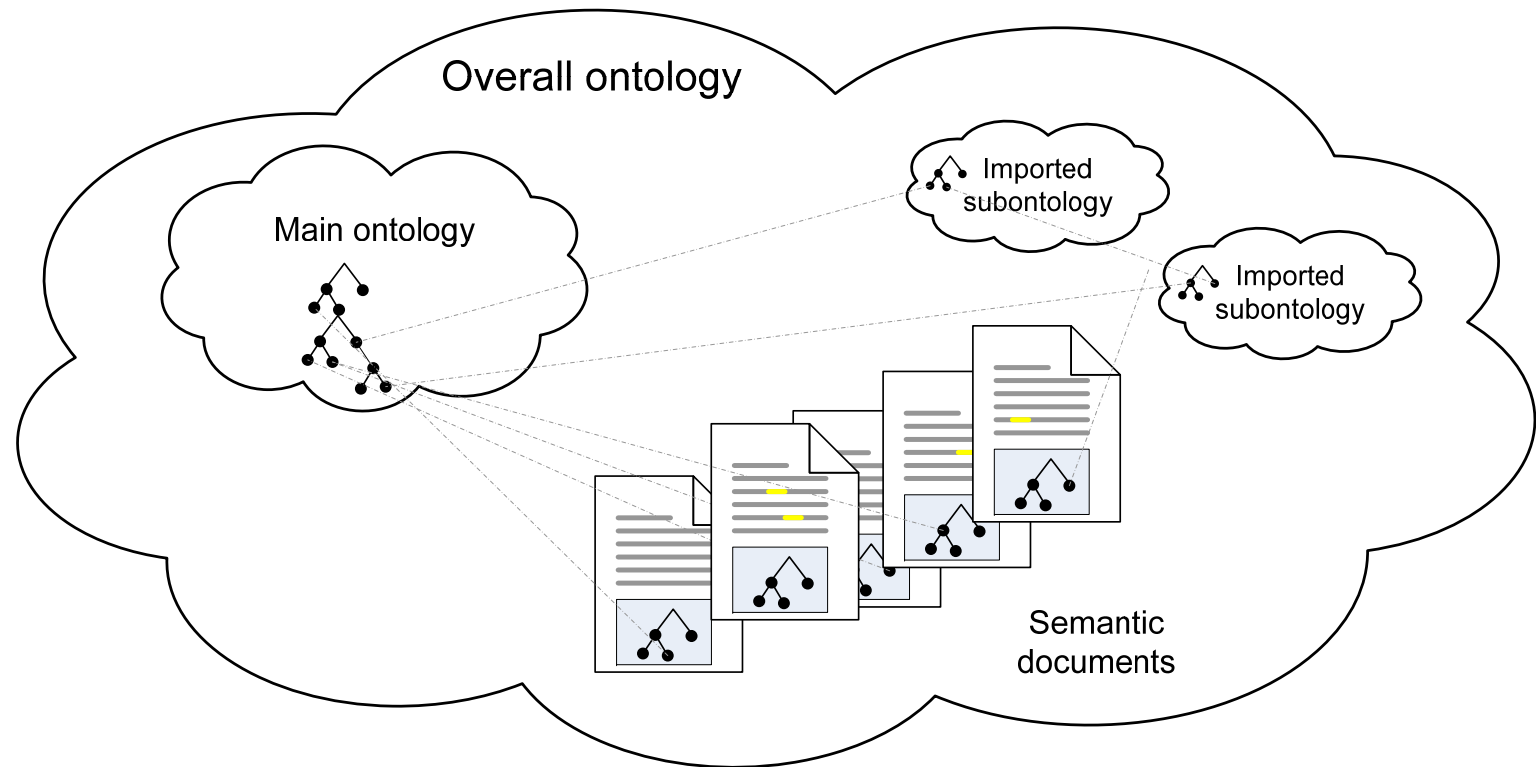 Overall ontology
Main ontology
Imported
subontology
Imported
subontology
Semantic
documents